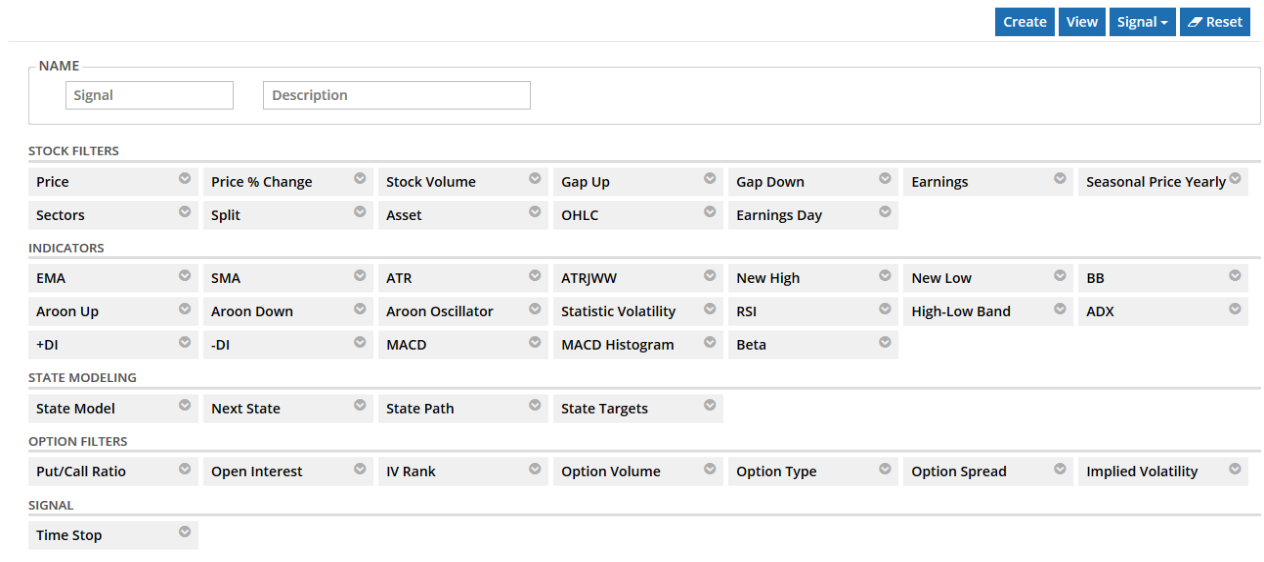 Create View Signal Reset
NAME
Signal Description
STOCK FILTERS
Price Price % Change Stock Volume Gap Up Gap Down Earnings Seasonal Price Yearly
Sectors Split Asset OHLC Earnings Day
INDICATORS
EMA SMA ATR ATRJWW New High New Low BB
Aroon Up Aroon Down Aroon Oscillator Statistic Volatility RSI High-Low Band ADX
+DI -DI MACD MACD Histogram Beta
STATE MODELING
State Model Next State State Path State Targets
OPTION FILTERS
Put/Call Ratio Open Interest IV Rank Option Volume Option Type Option Spread Implied Volatility
SIGNAL
Time Stop